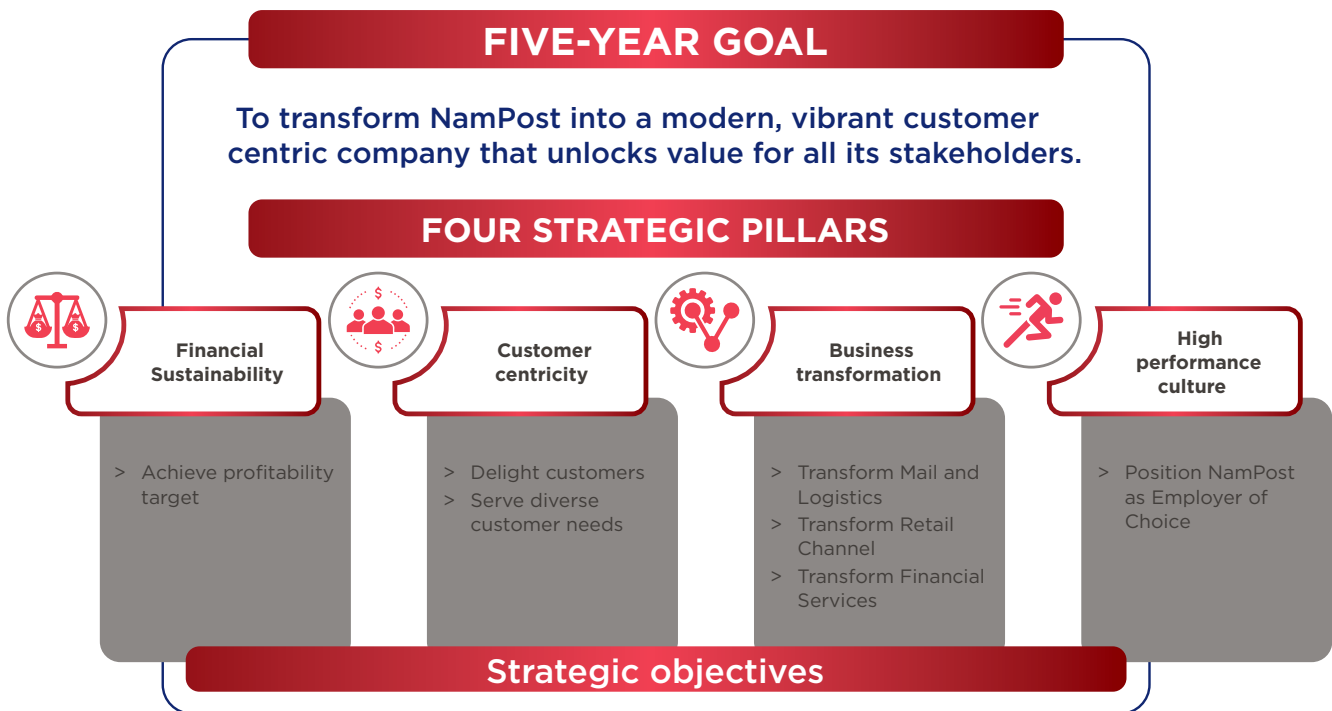 FIVE-YEAR GOAL
To transform NamPost into a modern, vibrant customer
centric company that unlocks value for all its stakeholders.
FOUR STRATEGIC PILLARS
Financial
Sustainability
> Achieve profitability
target
Customer
centricity
> Delight customers
> Serve diverse
customer needs
Business
transformation
> Transform Mail and
Logistics
> Transform Retail
Channel
> Transform Financial
Services
High
performance
culture
> Position NamPost
as Employer of
Choice
Strategic objectives